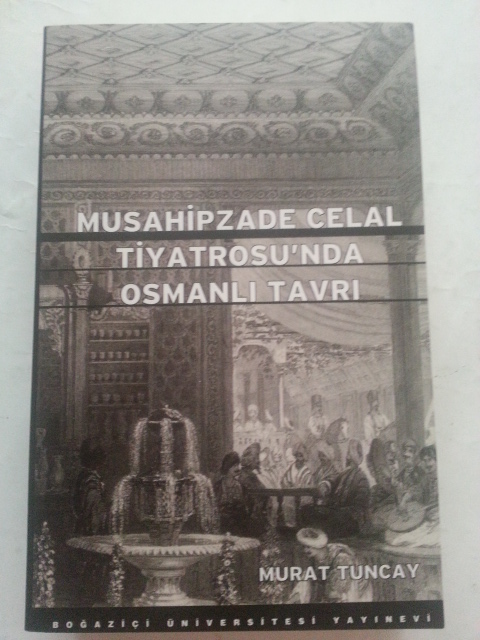 MUSAHİPZADE CELAL
TİYATROSU'NDA
OSMANLI TAVRI
MURAT TUNCAY
BOĞAZİÇİ ÜNİVERSİTESİ YAYINEVİ